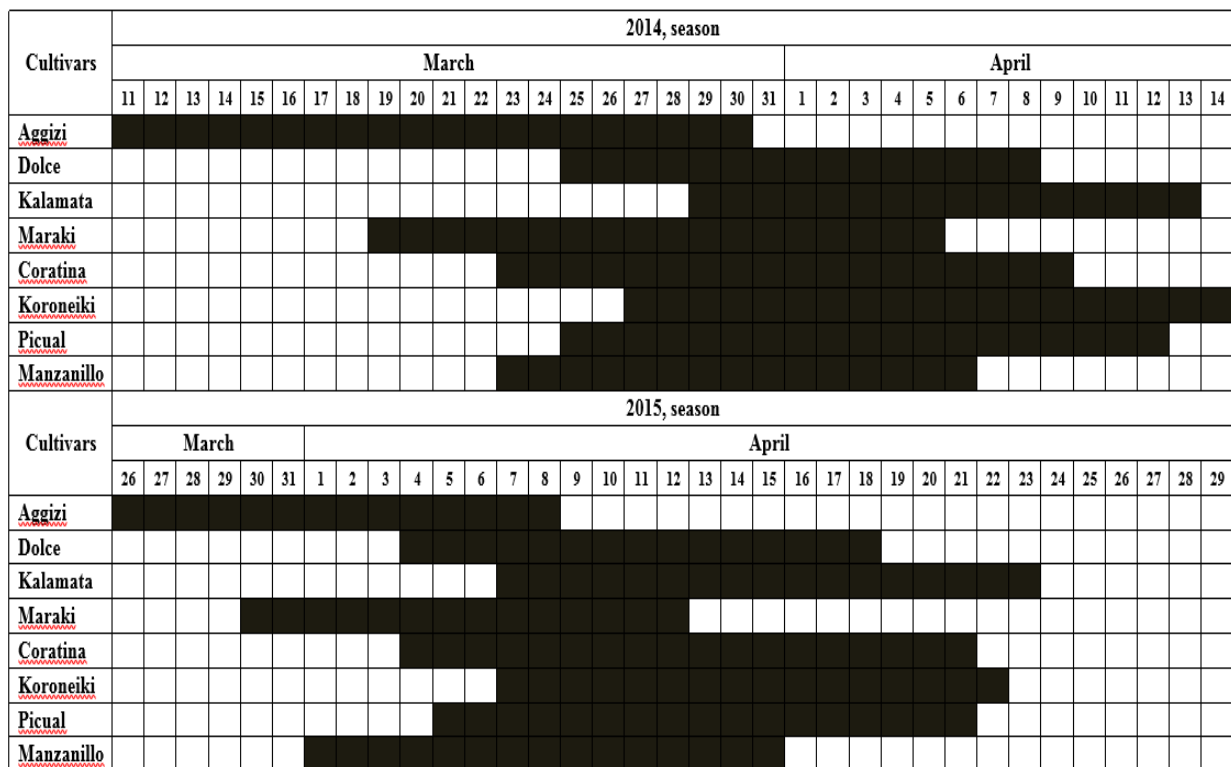 2014, season
Cultivars March April
11 12 13 14 15 16 17 18 19 20 21 22 23 24 25 26 27 28 29 30 31 1 2 3 4 5 6 7 8 9 10 11 12 13 14
Aggizi
Dolce
Kalamata
Maraki
Coratina
Koroneiki
Picual
Manzanillo
2015, season
Cultivars March April
26 27 28 29 30 31 1 2 3 4 5 6 7 8 9 10 11 12 13 14 15 16 17 18 19 20 21 22 23 24 25 26 27 28 29
Aggizi
Dolce
Kalamata
Maraki
Coratina
Koroneiki
Picual
Manzanillo